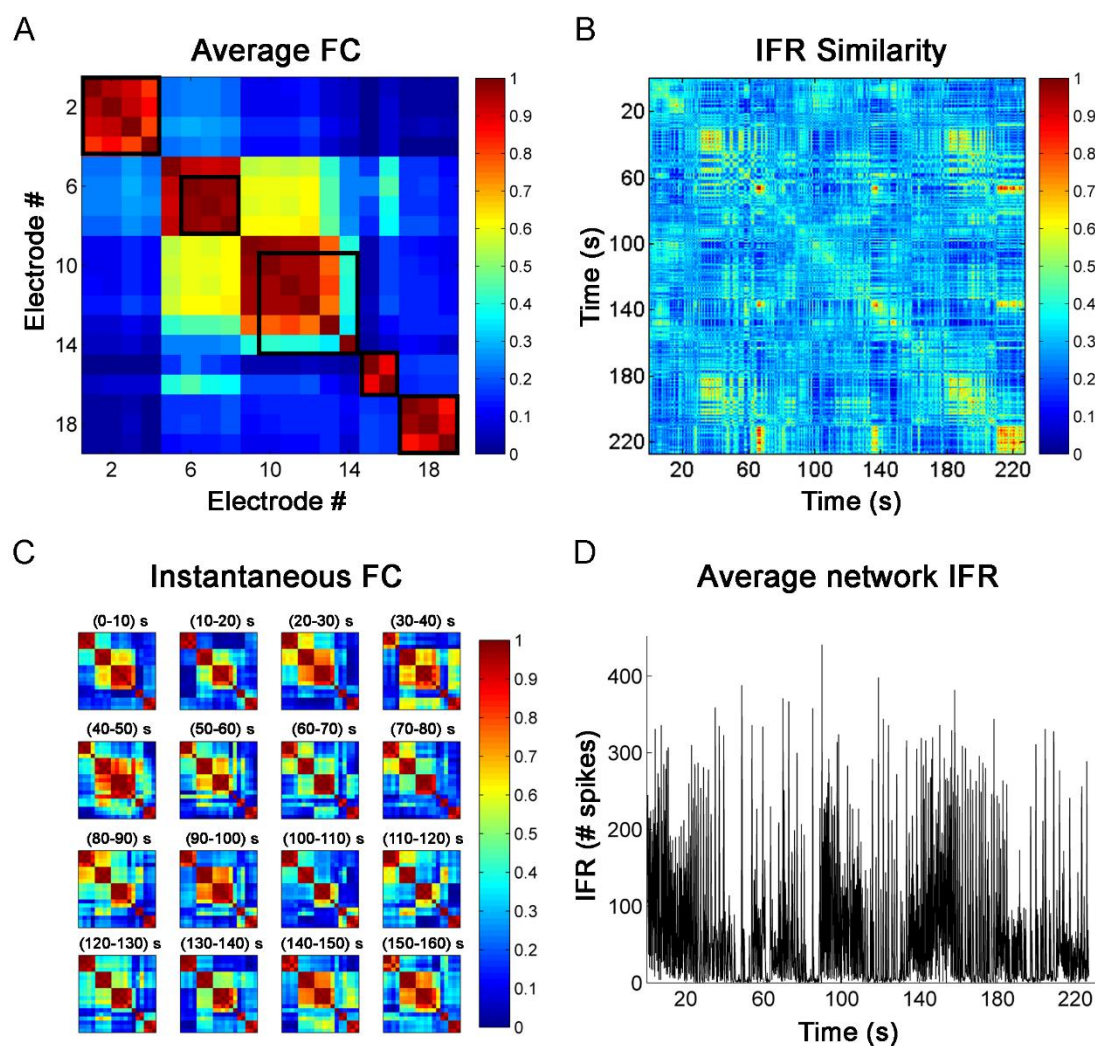 A
Average FC
2
6
10
14
18
Electrode #
2 6 10 14 18
Electrode #
1
0.9
0.8
0.7
0.6
0.5
0.4
0.3
0.2
0.1
0
B
IFR Similarity
20
60
100
140
180
220
Time (s)
20 60 100 140 180 220
Time (s)
1
0.9
0.8
0.7
0.6
0.5
0.4
0.3
0.2
0.1
0
C
Instantaneous FC
(0-10) s (10-20) s (20-30) s (30-40) s
(40-50) s (50-60) s (60-70) s (70-80) s
(80-90) s (90-100) s (100-110) s (110-120) s
(120-130) s (130-140) s (140-150) s (150-160) s
1
0.9
0.8
0.7
0.6
0.5
0.4
0.3
0.2
0.1
0
D
Average network IFR
400
300
200
100
0
IFR (# spikes)
20 60 100 140 180 220
Time (s)